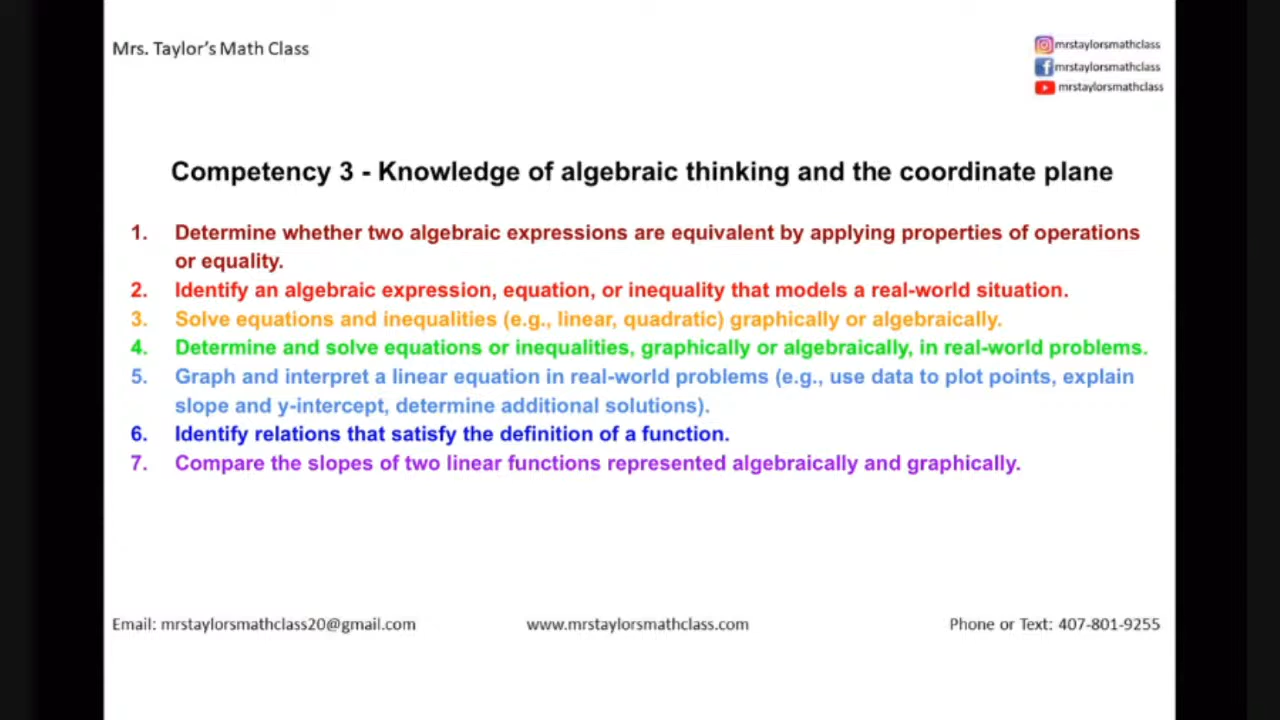 Mrs. Taylor's Math Class
mrstaylorsmathclass
mrstaylorsmathclass
mrstaylorsmathclass
Competency 3 - Knowledge of algebraic thinking and the coordinate plane
1. Determine whether two algebraic expressions are equivalent by applying properties of operations
or equality.
2. Identify an algebraic expression, equation, or inequality that models a real-world situation.
3. Solve equations and inequalities (e.g., linear, quadratic) graphically or algebraically.
4. Determine and solve equations or inequalities, graphically or algebraically, in real-world problems.
5. Graph and interpret a linear equation in real-world problems (e.g., use data to plot points, explain
slope and y-intercept, determine additional solutions).
6. Identify relations that satisfy the definition of a function.
7. Compare the slopes of two linear functions represented algebraically and graphically.
Email: mrstaylorsmathclass20@gmail.com www.mrstaylorsmathclass.com Phone or Text: 407-801-9255